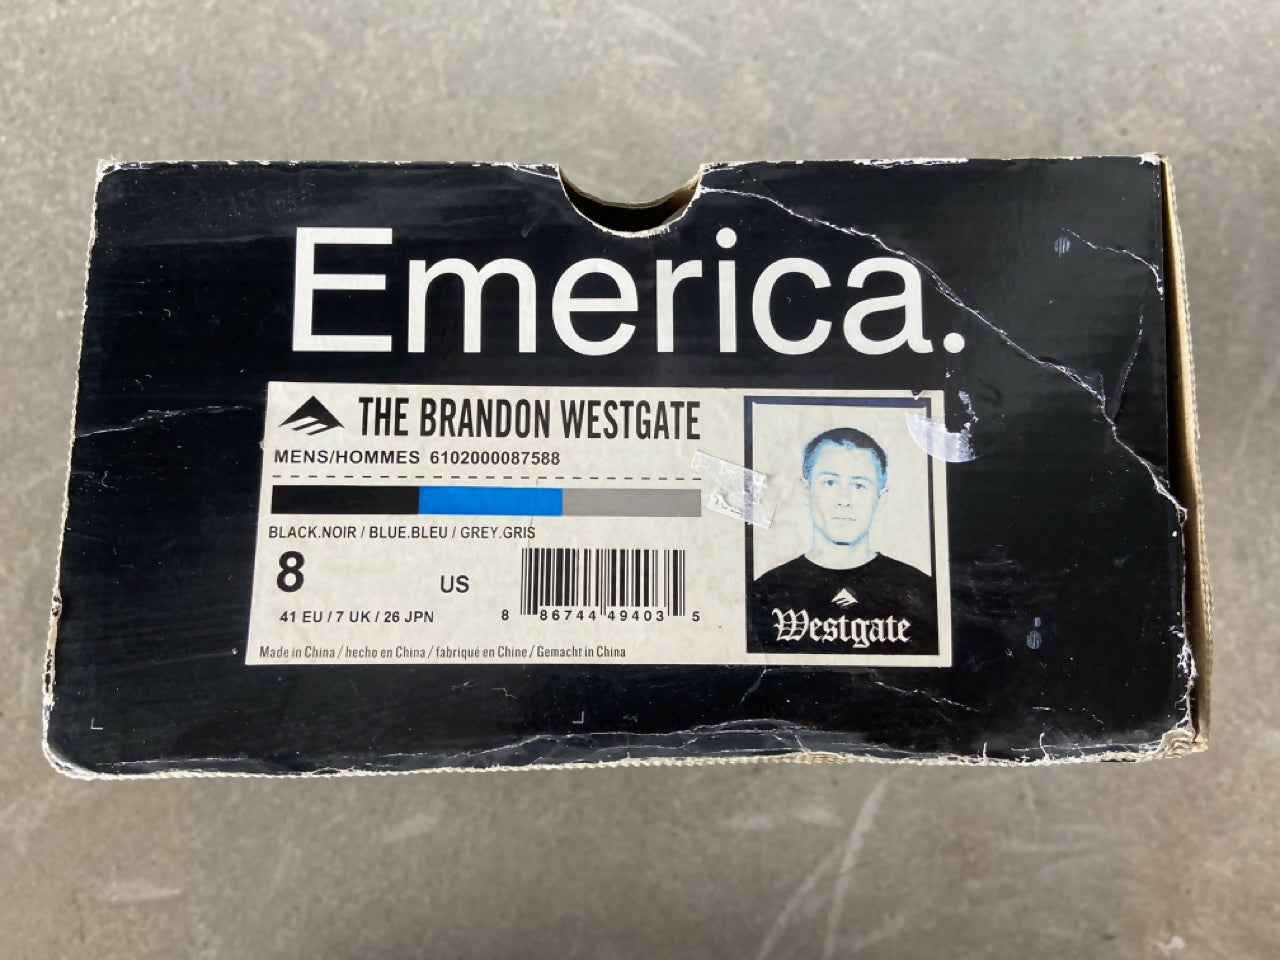 Emerica.
THE BRANDON WESTGATE
MENS/HOMMES 6102000087588
BLACK.NOIR / BLUE.BLEU / GREY.GRIS
8 US
41 EU / 7 UK / 26 JPN
8 86744 49403 5
Made in China / hecho en China / fabriqué en Chine / Gemacht in China
Westgate